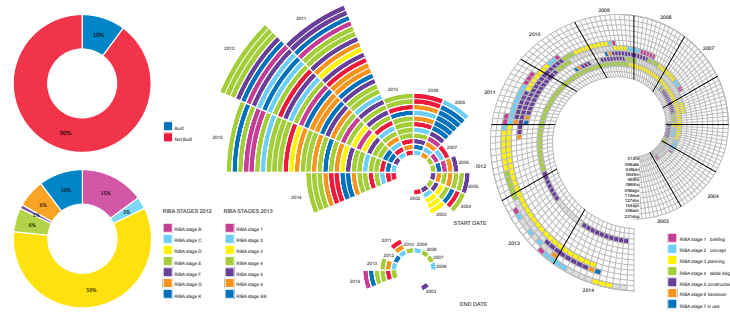 10%
90%
Built
Not Built
10%
15%
3%
59%
6%
6%
RIBA STAGES 2012
RIBA stage B
RIBA stage C
RIBA stage D
RIBA stage E
RIBA stage F
RIBA stage G
RIBA stage K
RIBA STAGES 2013
RIBA stage 1
RIBA stage 2
RIBA stage 3
RIBA stage 4
RIBA stage 4
RIBA stage 4
RIBA stage 5/6
2011
2012
2013
2014
2010
2009
2008
2007
2006
2005
2004
2003
2002
START DATE
2011
2012
2013
2014
2010
2009
2008
2007
2006
2003
END DATE
2009
2008
2007
2006
2005
2004
2003
2010
2011
2012
2013
2014
RIBA stage 1 briefing
RIBA stage 2 concept
RIBA stage 3 planning
RIBA stage 4 detail desig
RIBA stage 5 constructio
RIBA stage 6 handover
RIBA stage 7 in use